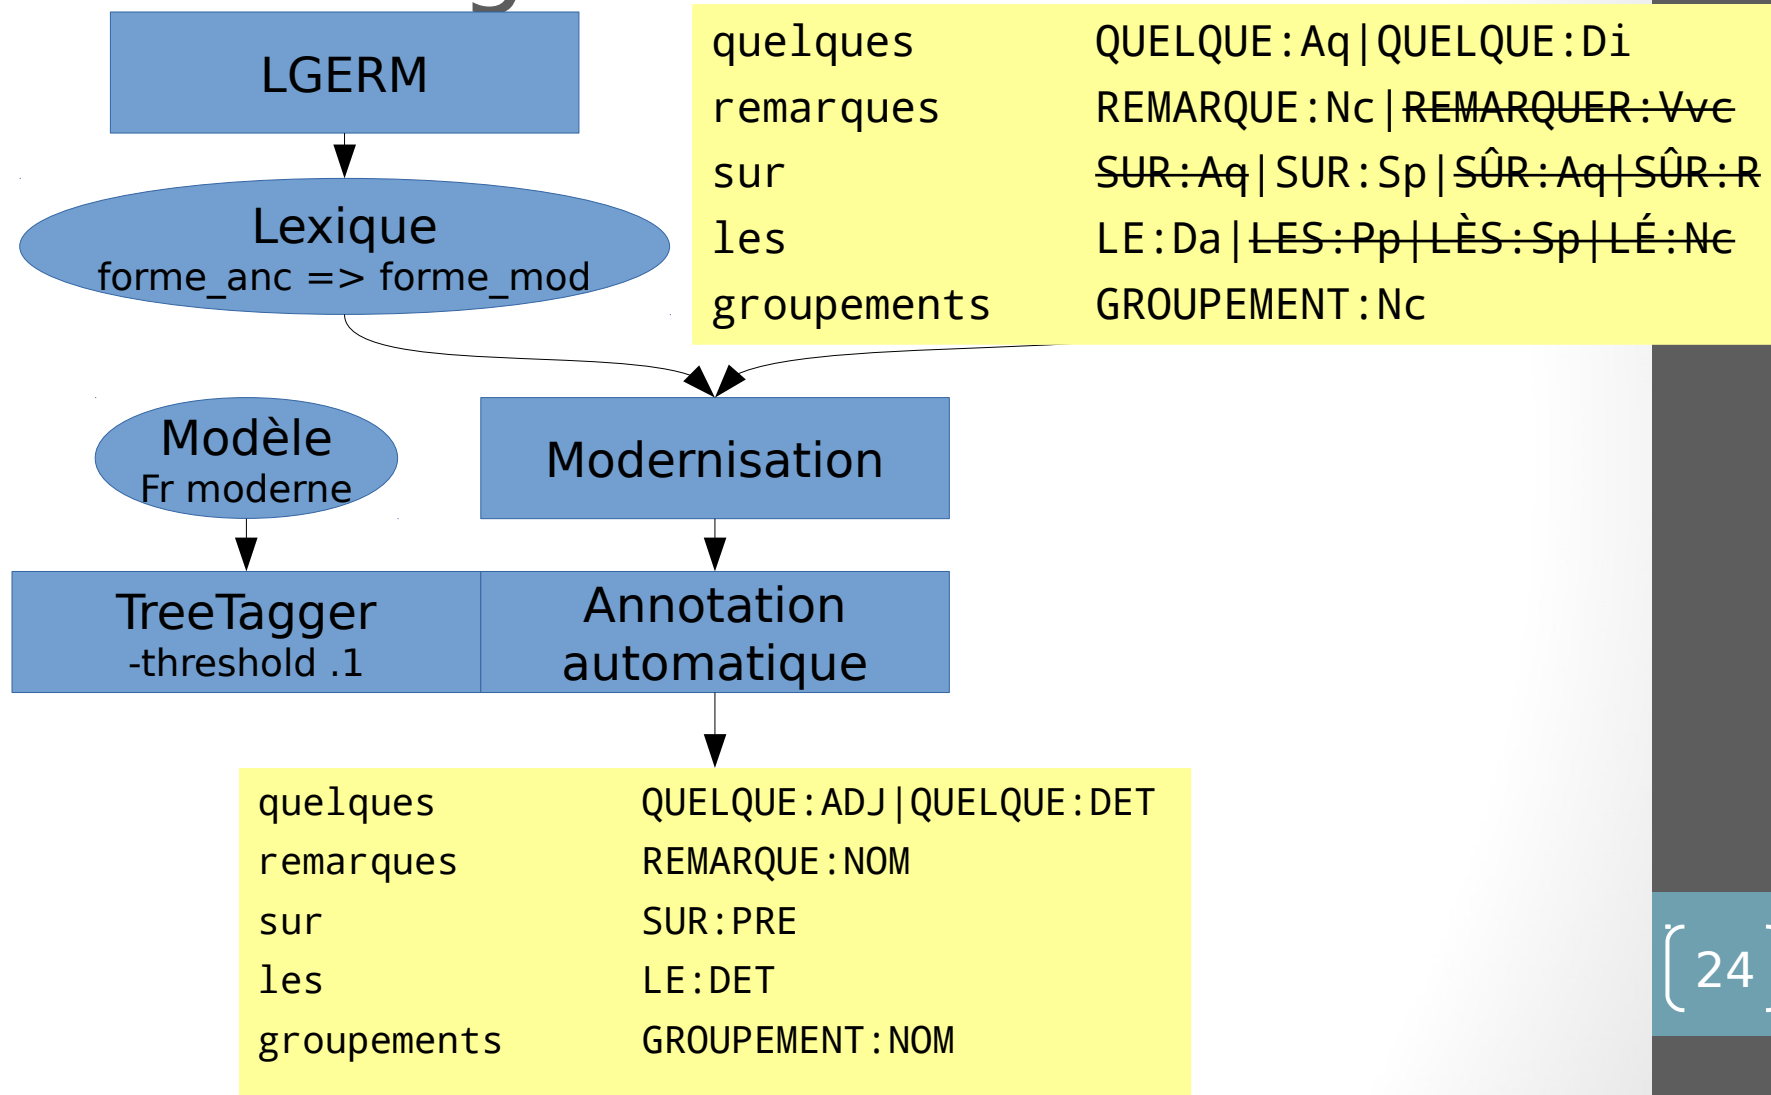 LGERM
Lexique
forme_anc => forme_mod
quelques QUELQUE:Aq|QUELQUE:Di
remarques REMARQUE:Nc|REMARQUER:Vvc
sur SUR:Aq|SUR:Sp|SÛR:Aq|SÛR:R
les LE:Da|LES:Pp|LÈS:Sp|LÉ:Nc
groupements GROUPEMENT:Nc
Modèle
Fr moderne
Modernisation
TreeTagger
-threshold .1
Annotation
automatique
quelques QUELQUE:ADJ|QUELQUE:DET
remarques REMARQUE:NOM
sur SUR:PRE
les LE:DET
groupements GROUPEMENT:NOM
24